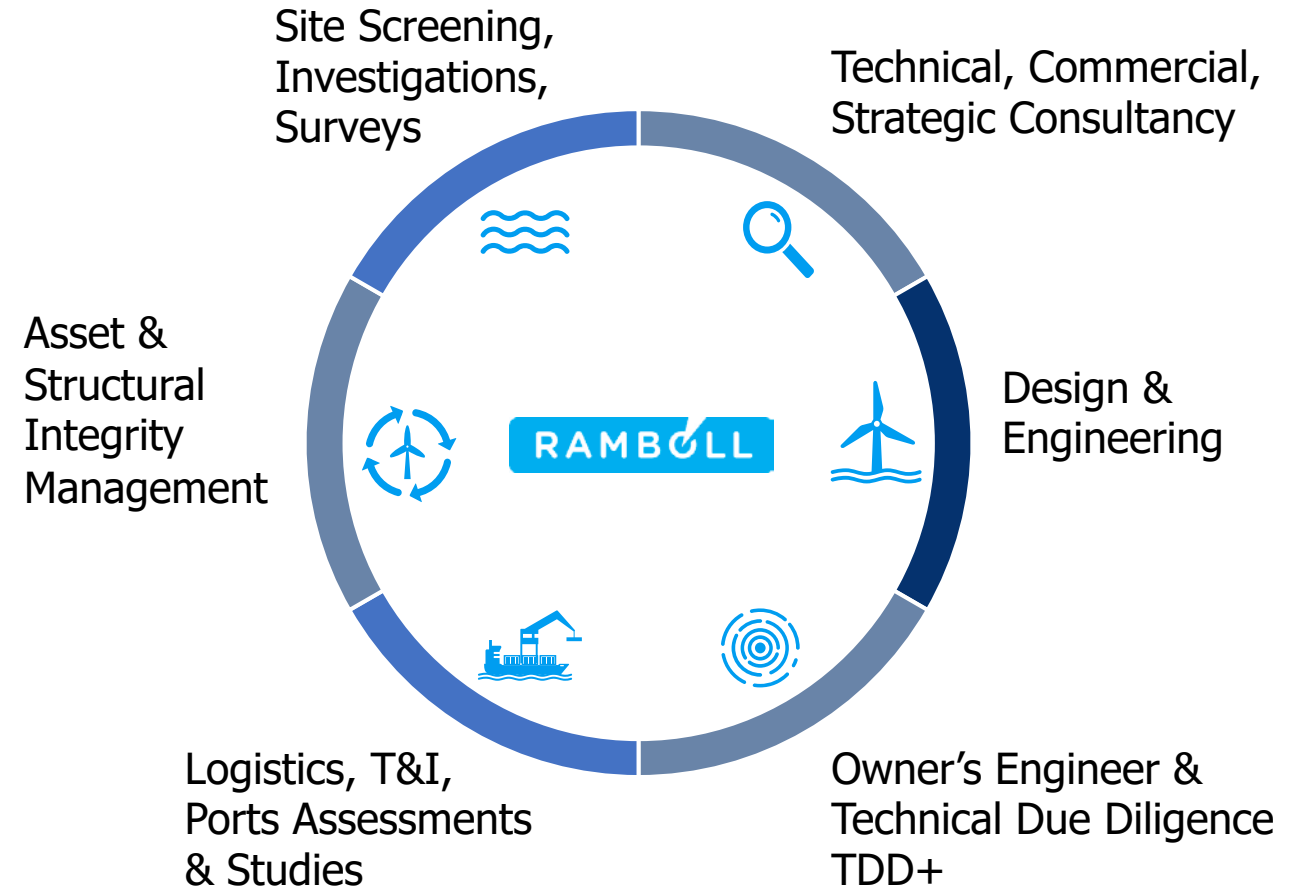 Site Screening,
Investigations,
Surveys
Technical, Commercial,
Strategic Consultancy
Asset &
Structural
Integrity
Management
RAMBOLL
Design &
Engineering
Logistics, T&I,
Ports Assessments
& Studies
Owner’s Engineer &
Technical Due Diligence
TDD+